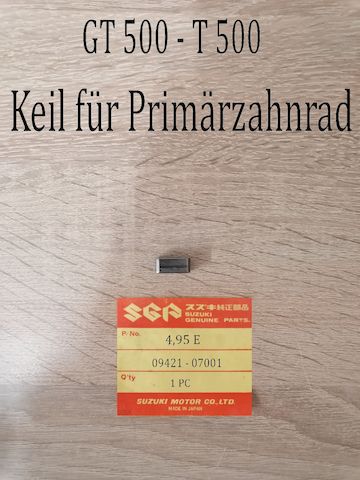 GT 500 - T 500
Keil für Primärzahnrad
SGP
スズキ純正部品
SUZUKI
GENUINE PARTS.
P. No.
4,95 E
09421 - 07001
Q'ty
1 PC
SUZUKI MOTOR CO.,LTD.
MADE IN JAPAN